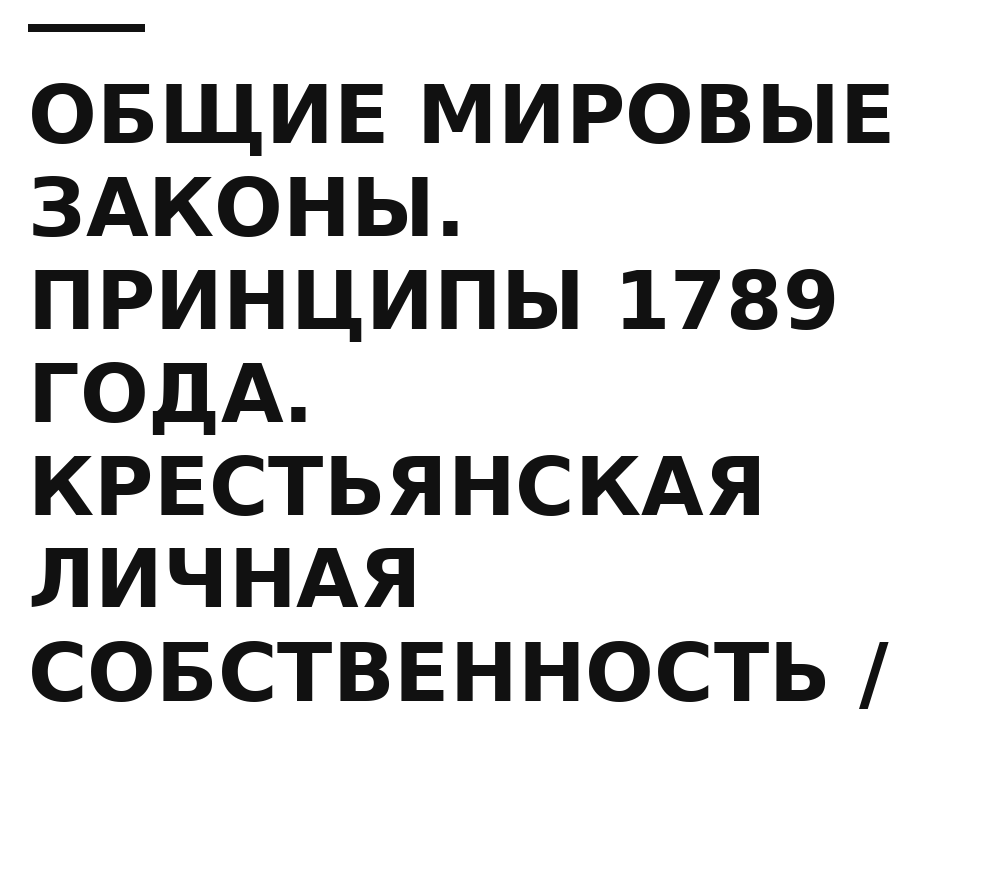 ОБЩИЕ МИРОВЫЕ
ЗАКОНЫ.
ПРИНЦИПЫ 1789
ГОДА.
КРЕСТЬЯНСКАЯ
ЛИЧНАЯ
СОБСТВЕННОСТЬ /